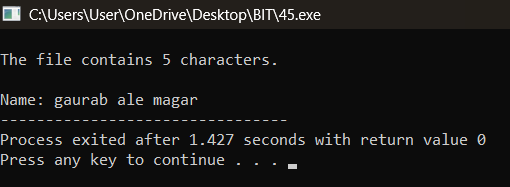 C:\Users\User\OneDrive\Desktop\BIT\45.exe
The file contains 5 characters.
Name: gaurab ale magar
--------------------------------
Process exited after 1.427 seconds with return value 0
Press any key to continue . . .